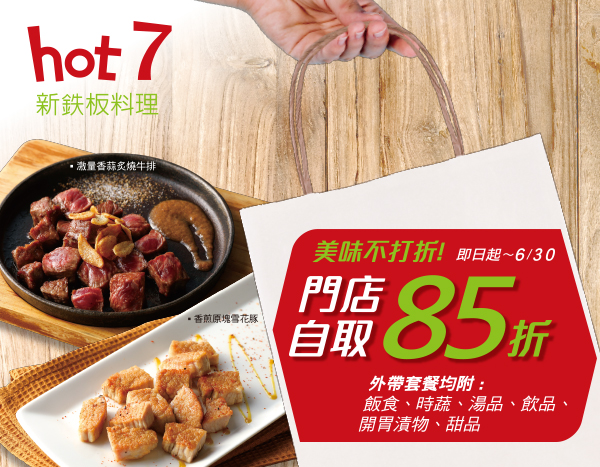 hot 7
新鉄板料理
• 激量香蒜炙燒牛排
• 香煎原塊雪花豚
美味不打折! 即日起~6/30
門店
自取 85折
外帶套餐均附：
飯食、時蔬、湯品、飲品、
開胃漬物、甜品